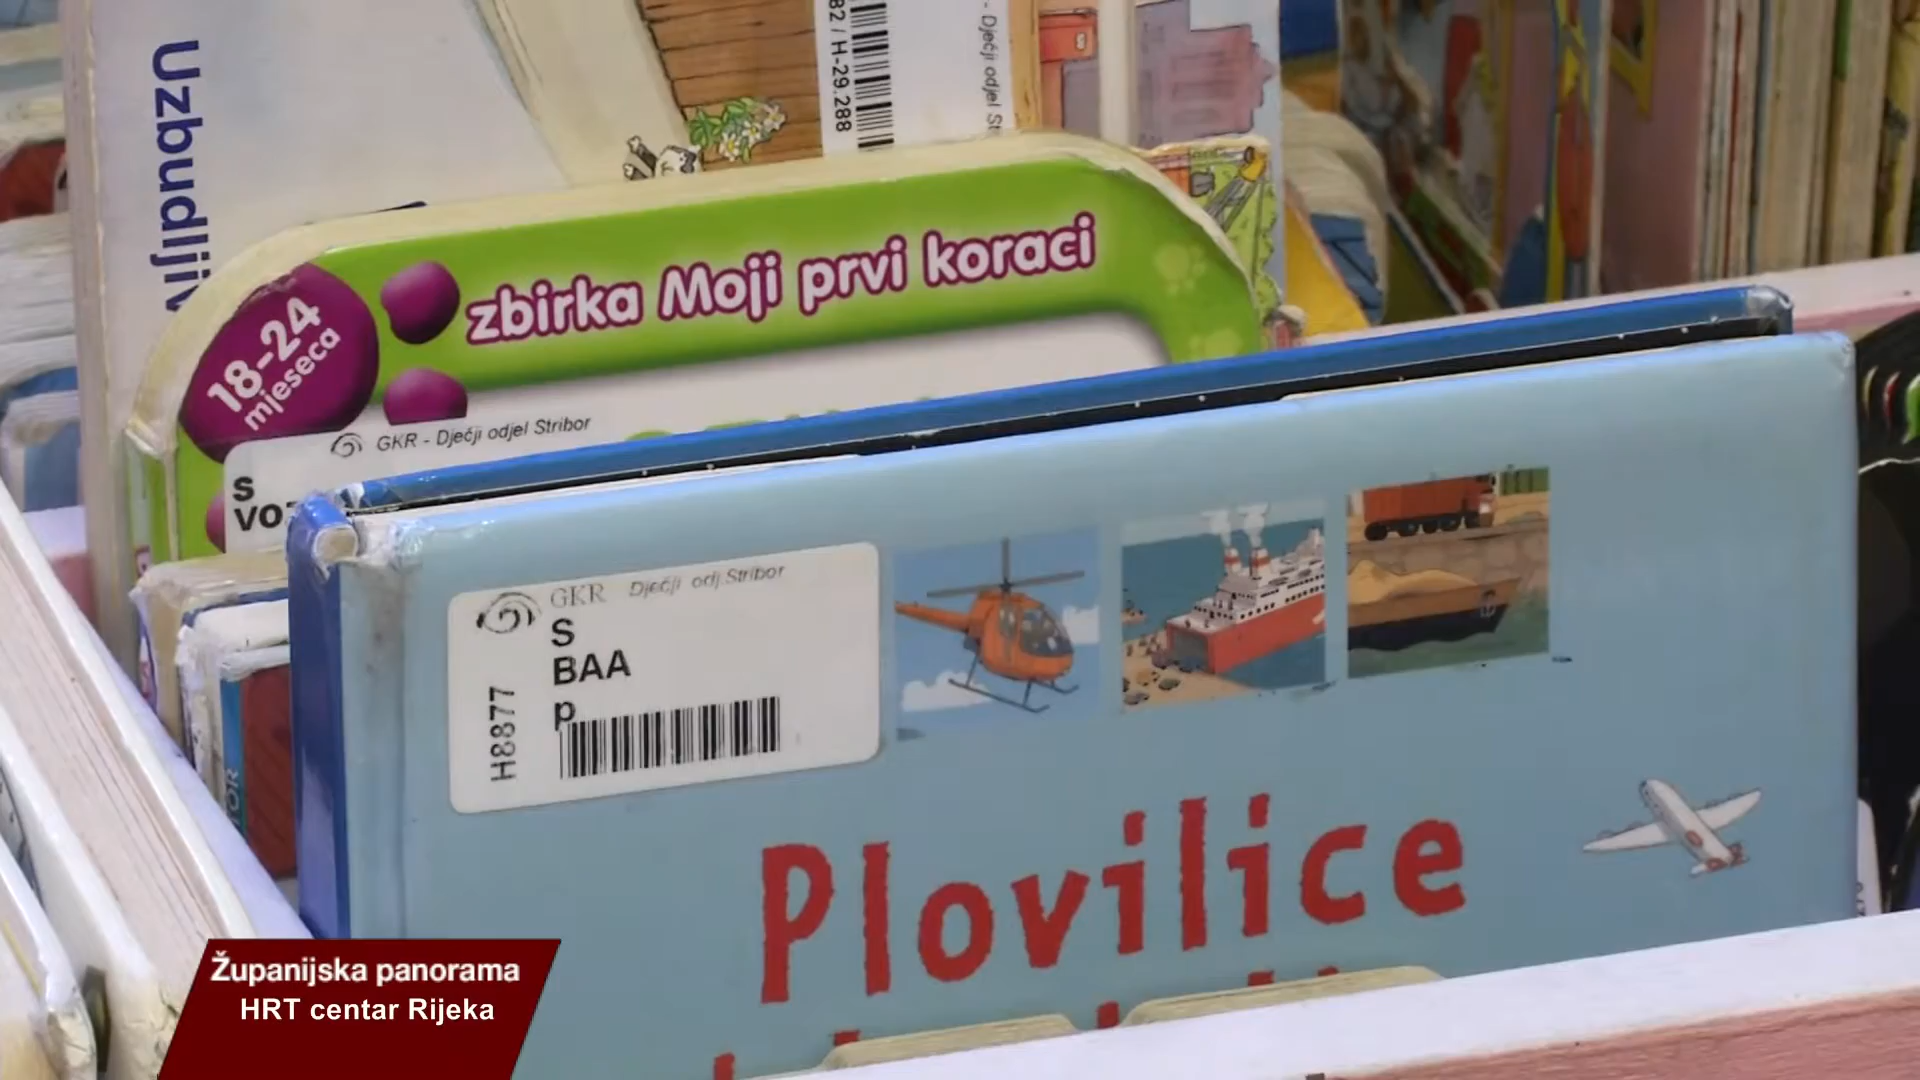 Uzbudljiv
82 / H-29.288
- Dječji odjel St
zbirka Moji prvi koraci
18-24
mjeseca
GKR - Dječji odjel Stribor
S
VO
GKR Dječji odj.Stribor
S
BAA
p
H8877
Plovilice
Županijska panorama
HRT centar Rijeka